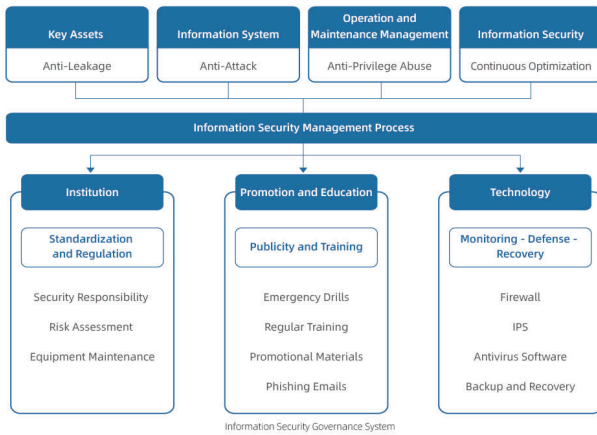 Key Assets
Anti-Leakage
Information System
Anti-Attack
Operation and
Maintenance Management
Anti-Privilege Abuse
Information Security
Continuous Optimization
Information Security Management Process
Institution
Standardization
and Regulation
Security Responsibility
Risk Assessment
Equipment Maintenance
Promotion and Education
Publicity and Training
Emergency Drills
Regular Training
Promotional Materials
Phishing Emails
Technology
Monitoring - Defense -
Recovery
Firewall
IPS
Antivirus Software
Backup and Recovery
Information Security Governance System